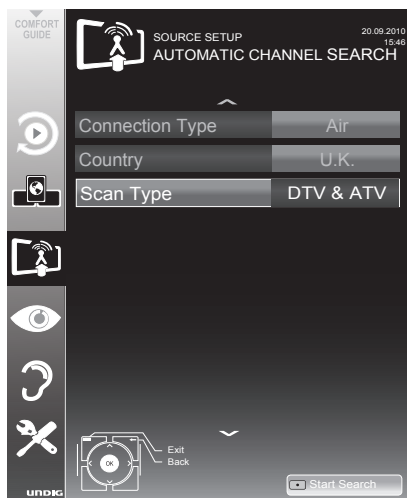 COMFORT
GUIDE
SOURCE SETUP
20.09.2010
15:46
AUTOMATIC CHANNEL SEARCH
Connection Type Air
Country U.K.
Scan Type DTV & ATV
OK
Exit
Back
Start Search
UNDIG